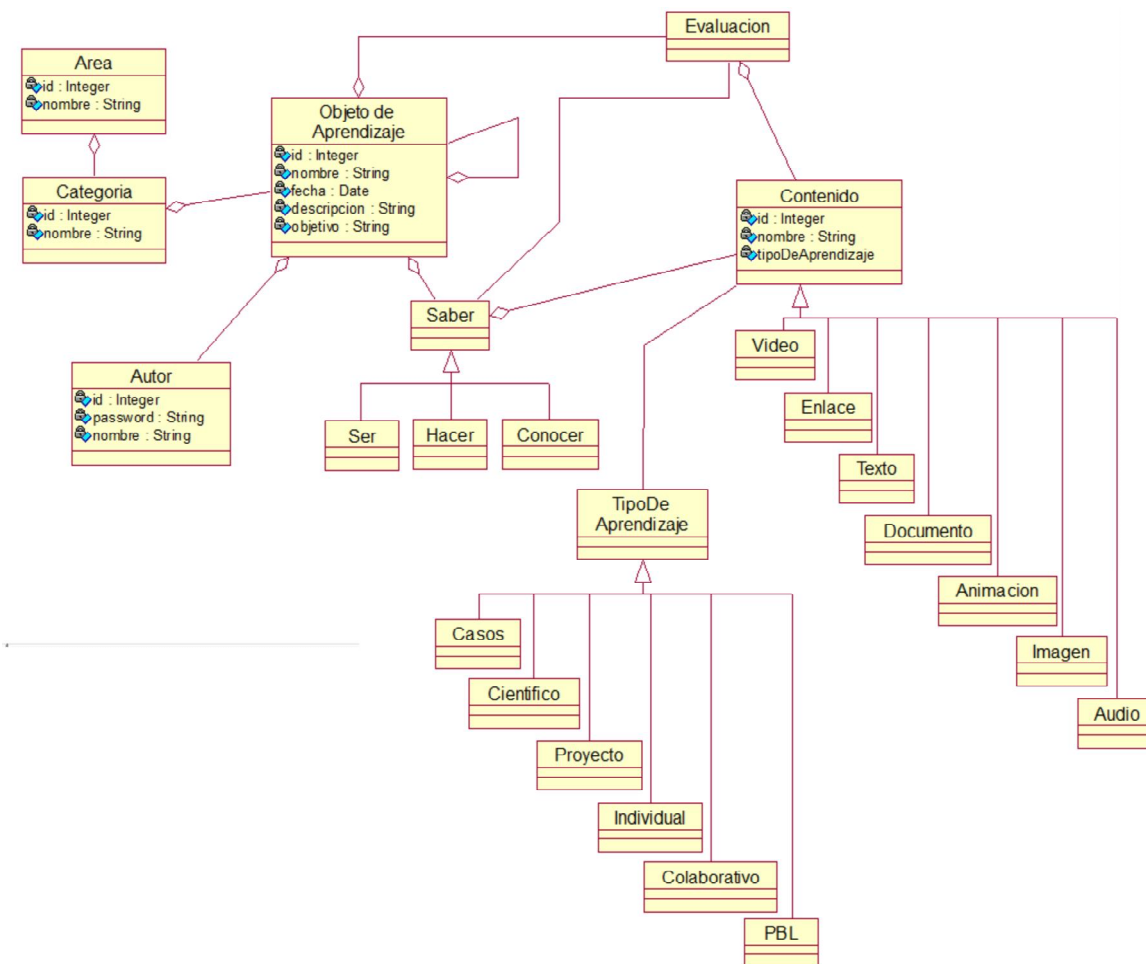 Evaluacion
Area
id : Integer
nombre : String
Objeto de
Aprendizaje
id : Integer
nombre : String
fecha : Date
descripcion : String
objetivo : String
Categoria
id : Integer
nombre : String
Contenido
id : Integer
nombre : String
tipoDeAprendizaje
Saber
Video
Autor
id : Integer
password : String
nombre : String
Ser
Hacer
Conocer
Enlace
Texto
TipoDe
Aprendizaje
Documento
Animacion
Casos
Imagen
Cientifico
Audio
Proyecto
Individual
Colaborativo
PBL